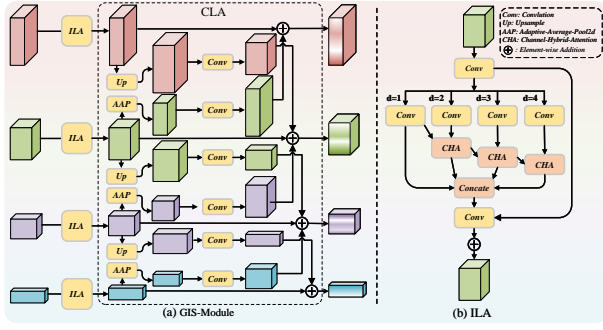 CLA
ILA
Up
Conv
AAP
Conv
ILA
Up
Conv
AAP
Conv
ILA
Up
Conv
AAP
Conv
ILA
(a) GIS-Module
Conv: Convlution
Up: Upsample
AAP: Adaptive-Average-Pool2d
CHA: Channel-Hybrid-Attention
: Element-wise Addition
Conv
d=1 d=2 d=3 d=4
Conv Conv Conv Conv
CHA
CHA
CHA
Concate
Conv
(b) ILA